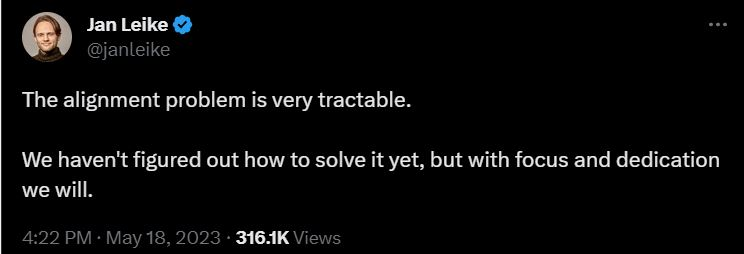 Jan Leike
@janleike
The alignment problem is very tractable.
We haven't figured out how to solve it yet, but with focus and dedication
we will.
4:22 PM · May 18, 2023 · 316.1K Views